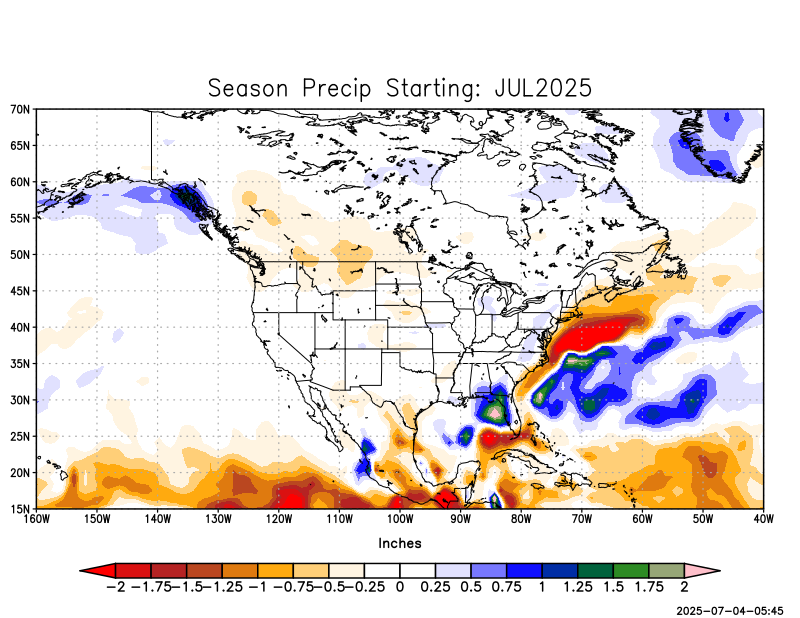 Season Precip Starting: JUL2025
70N
65N
60N
55N
50N
45N
40N
35N
30N
25N
20N
15N
160W 150W 140W 130W 120W 110W 100W 90W 80W 70W 60W 50W 40W
Inches
−2 −1.75 −1.5 −1.25 −1 −0.75 −0.5 −0.25 0 0.25 0.5 0.75 1 1.25 1.5 1.75 2
2025-07-04-05:45